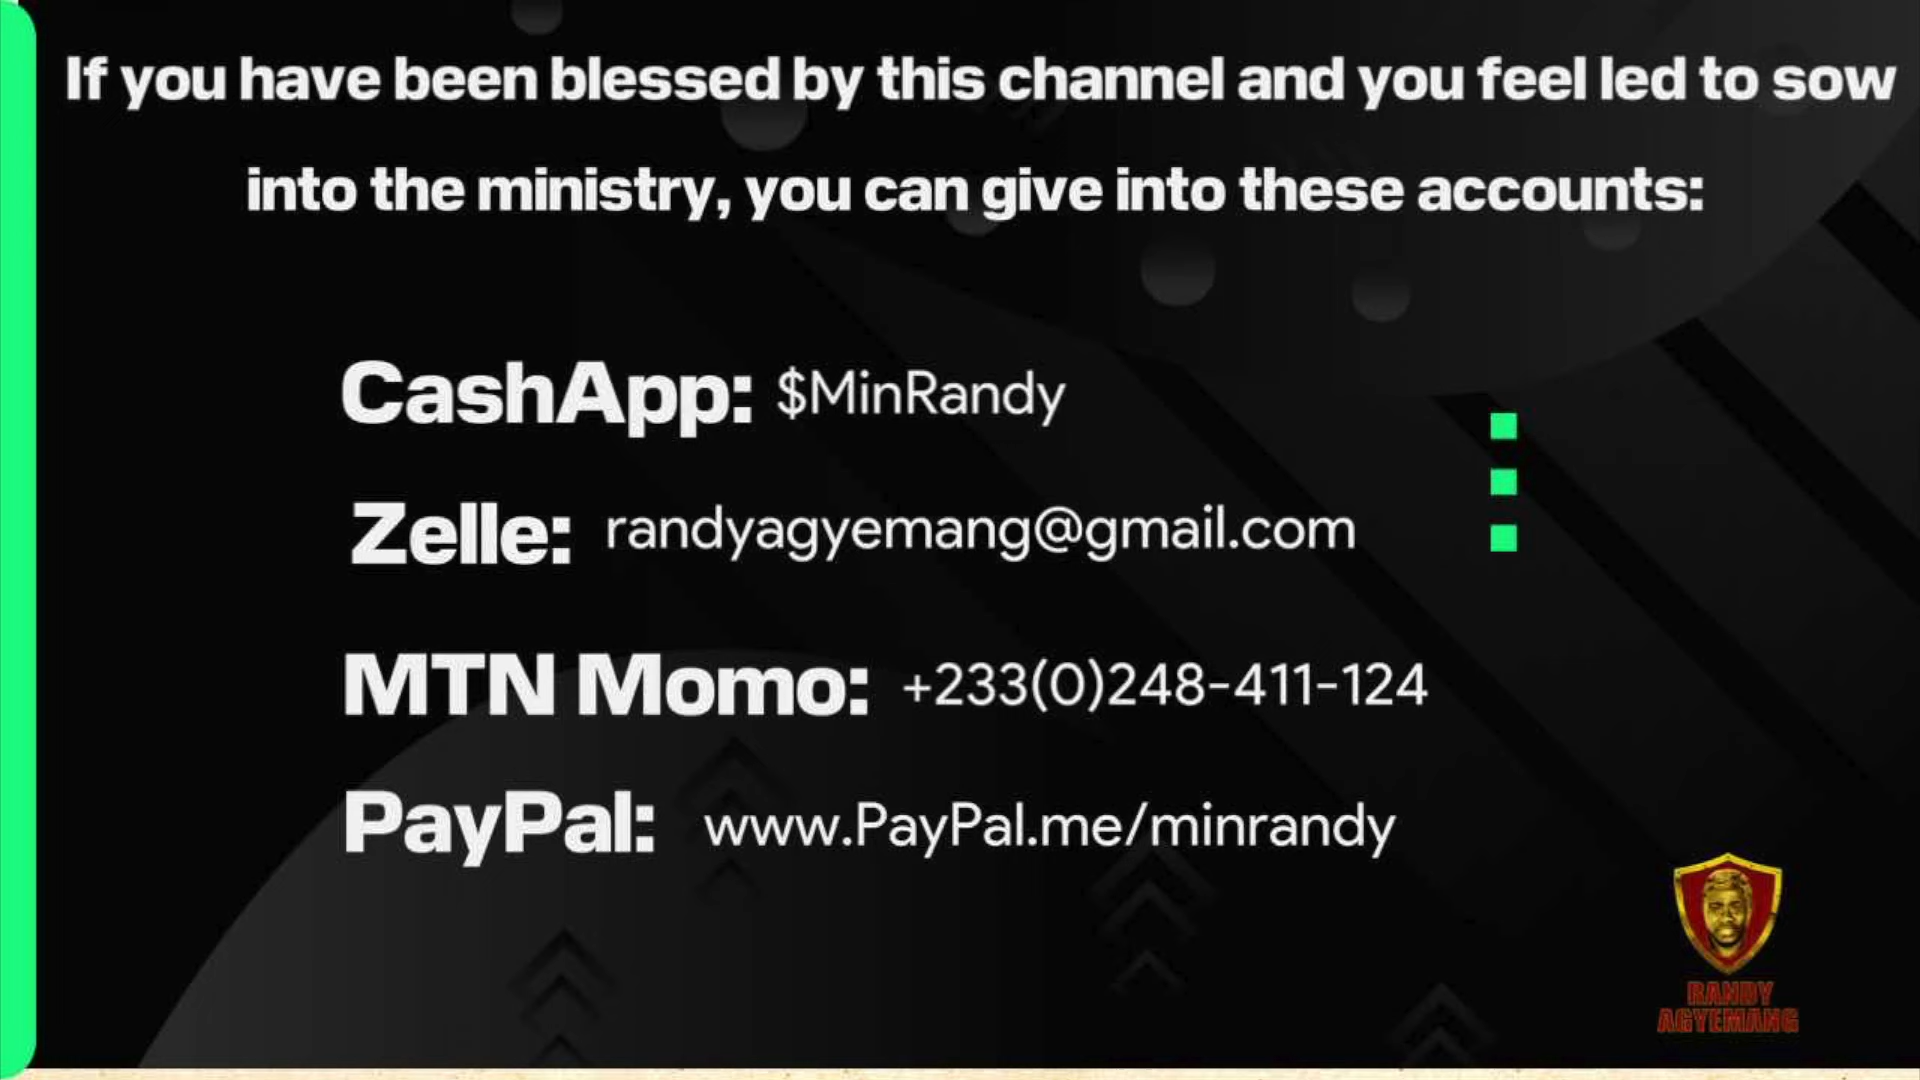 If you have been blessed by this channel and you feel led to sow
into the ministry, you can give into these accounts:
CashApp: $MinRandy
Zelle: randyagyemang@gmail.com
MTN Momo: +233(0)248-411-124
PayPal: www.PayPal.me/minrandy
RANDY
AGYEMANG